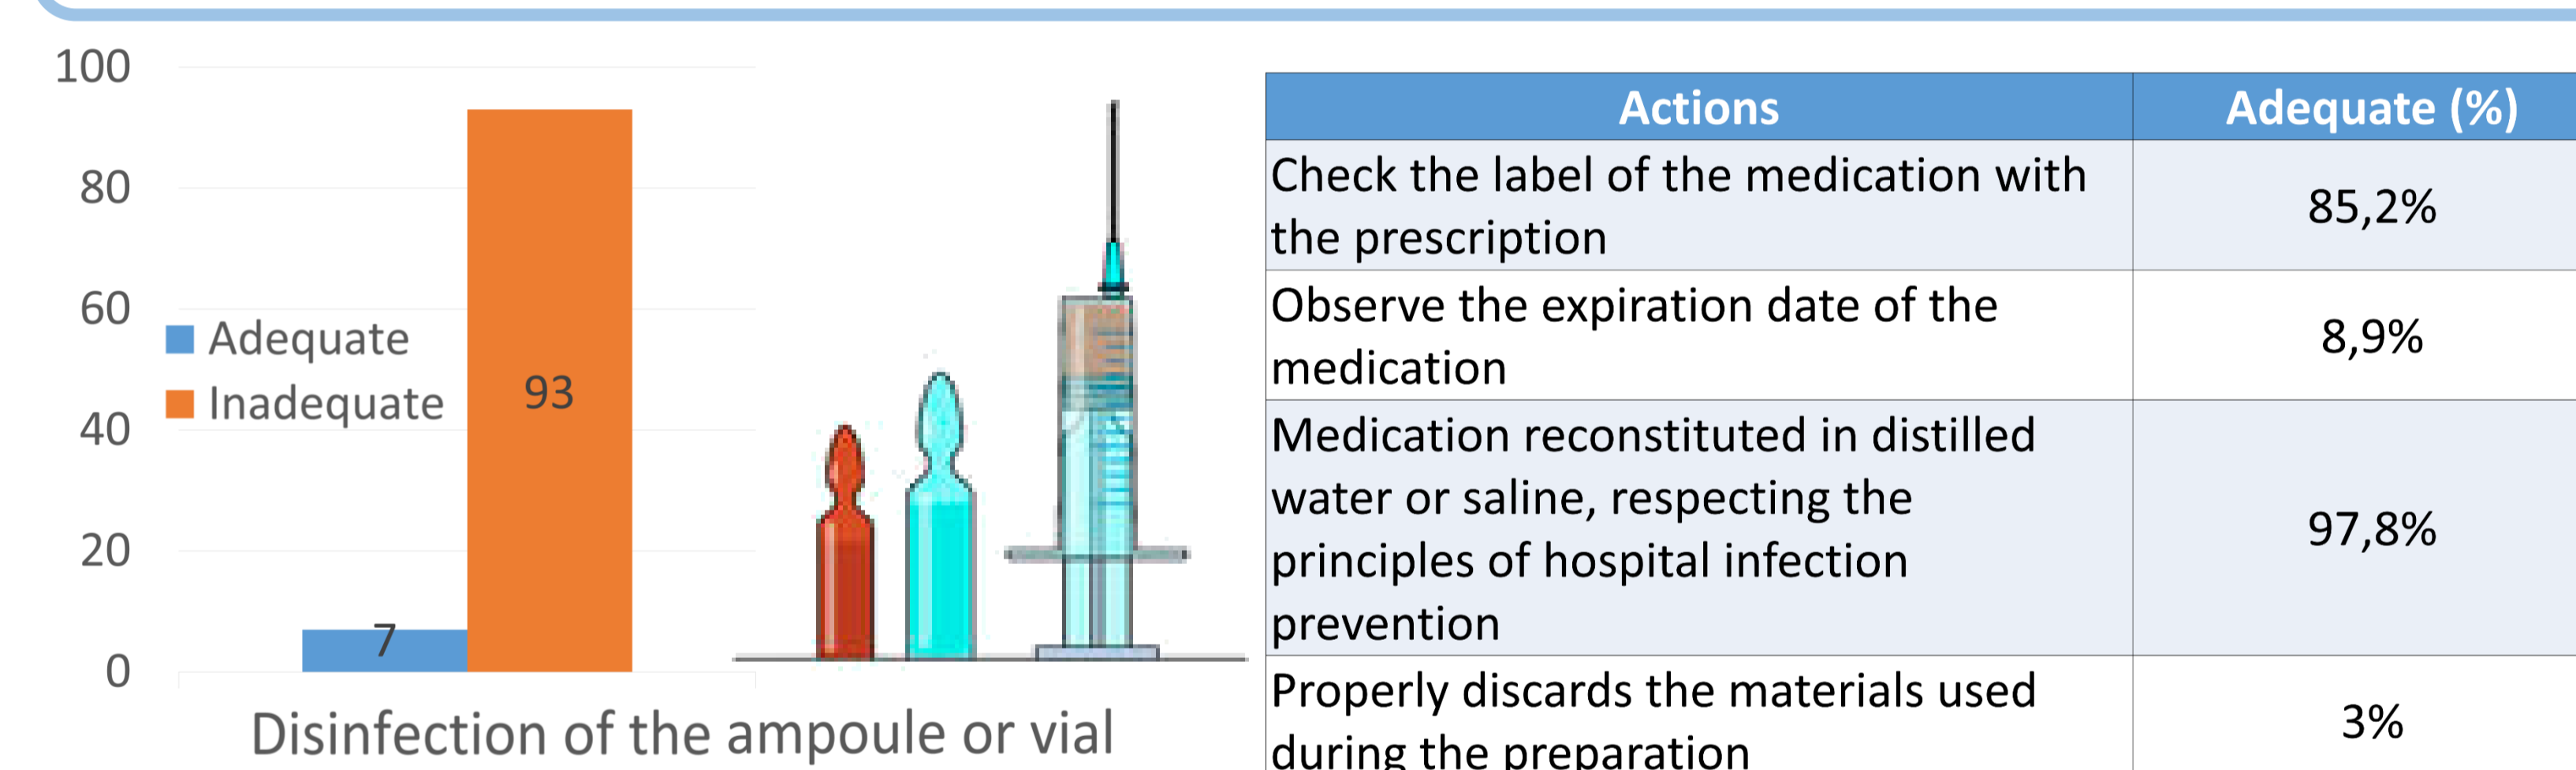 100
80
60
40
20
0
Adequate
Inadequate
7
93
Disinfection of the ampoule or vial
Actions
Adequate (%)
Check the label of the medication with
the prescription
85,2%
Observe the expiration date of the
medication
8,9%
Medication reconstituted in distilled
water or saline, respecting the
principles of hospital infection
prevention
97,8%
Properly discards the materials used
during the preparation
3%